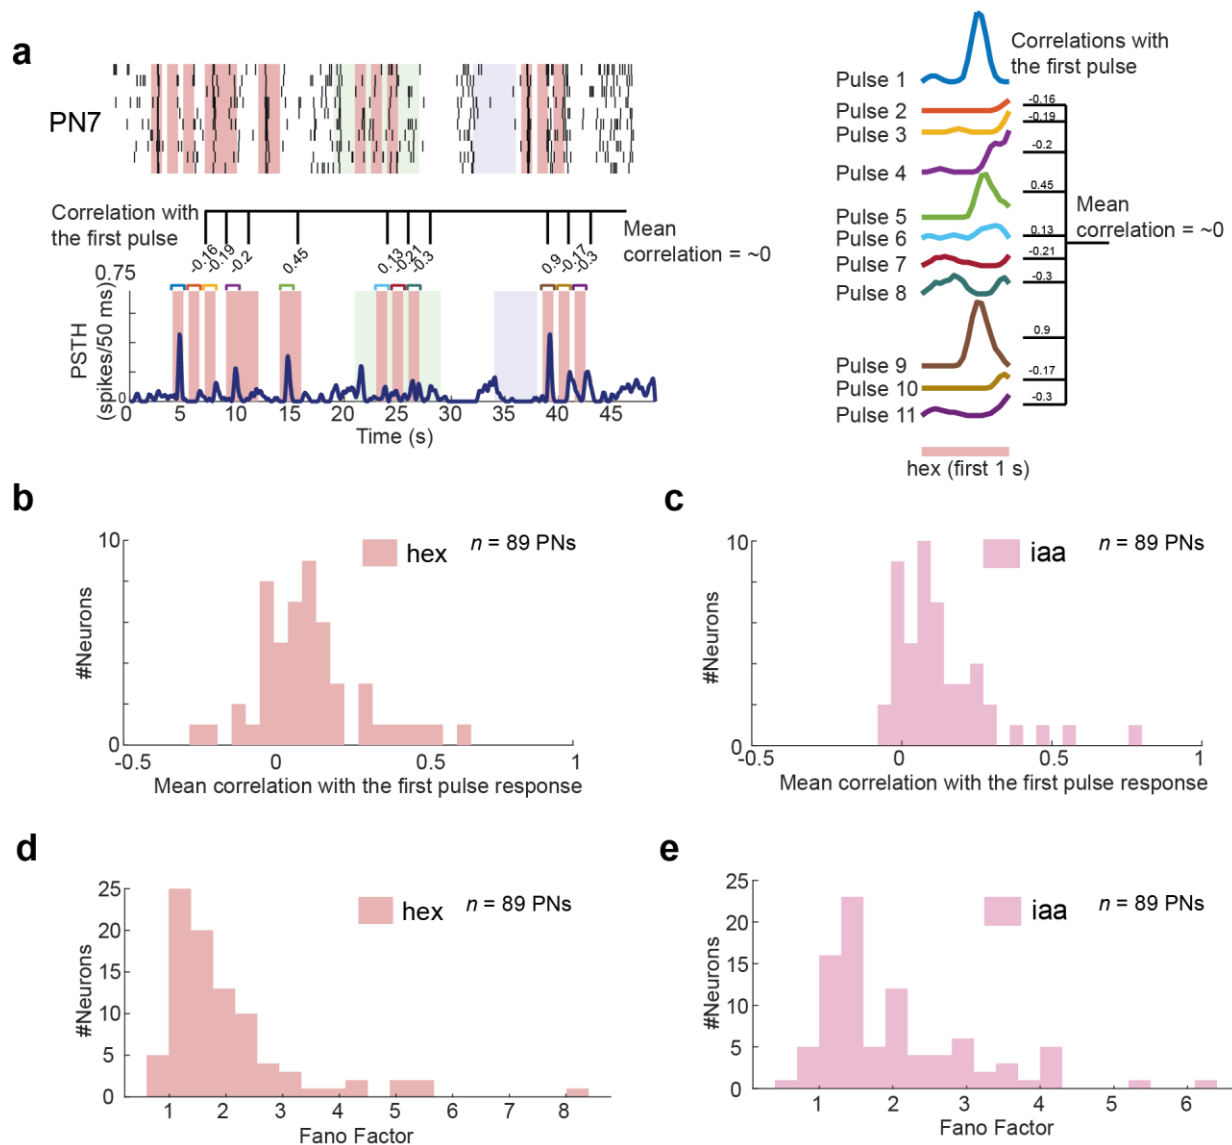 a
PN7
Correlation with
the first pulse
-0.16
-0.19
-0.2
0.45
0.13
-0.21
-0.3
0.9
-0.17
-0.3
Mean
correlation = ~0
0.75
PSTH
(spikes/50 ms)
0
0 5 10 15 20 25 30 35 40 45
Time (s)
Correlations with
the first pulse
Pulse 1
Pulse 2
Pulse 3
Pulse 4
Pulse 5
Pulse 6
Pulse 7
Pulse 8
Pulse 9
Pulse 10
Pulse 11
-0.16
-0.19
-0.2
0.45
0.13
-0.21
-0.3
0.9
-0.17
-0.3
Mean
correlation = ~0
hex (first 1 s)
b
10
5
0
#Neurons
hex
n = 89 PNs
-0.5 0 0.5 1
Mean correlation with the first pulse response
c
10
5
0
#Neurons
iaa
n = 89 PNs
-0.5 0 0.5 1
Mean correlation with the first pulse response
d
25
20
15
10
5
0
#Neurons
hex
n = 89 PNs
1 2 3 4 5 6 7 8
Fano Factor
e
25
20
15
10
5
0
#Neurons
iaa
n = 89 PNs
1 2 3 4 5 6
Fano Factor